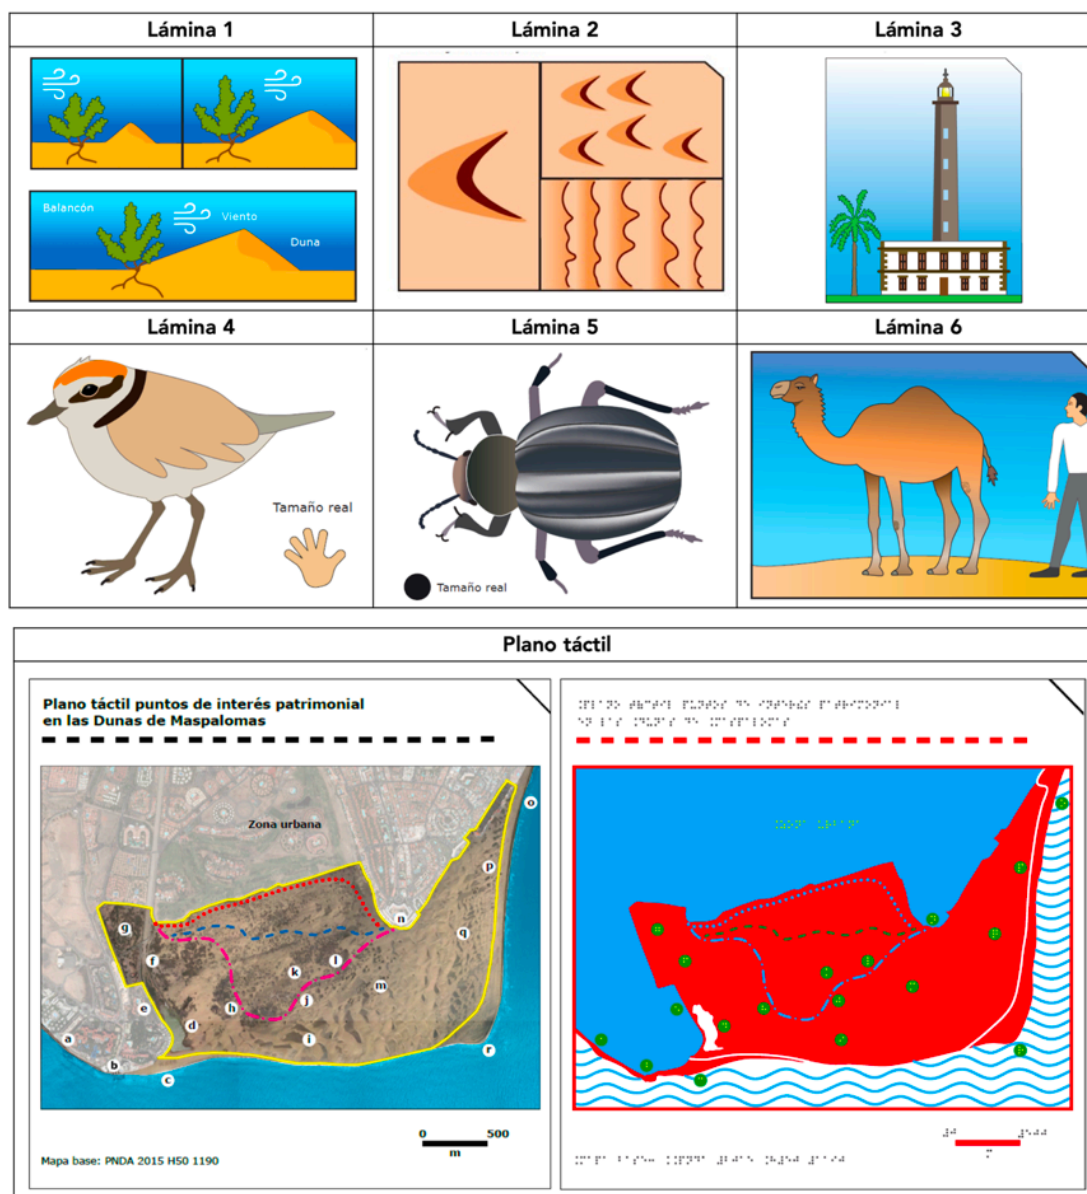 Lámina 1
Lámina 2
Lámina 3
Balancón
Viento
Duna
Lámina 4
Lámina 5
Lámina 6
Tamaño real
Tamaño real
Plano táctil
Plano táctil puntos de interés patrimonial
en las Dunas de Maspalomas
Zona urbana
o
p
n
g
q
f
l
k
m
e
h
j
d
a
i
r
b
c
0 500
m
Mapa base: PNDA 2015 H50 1190